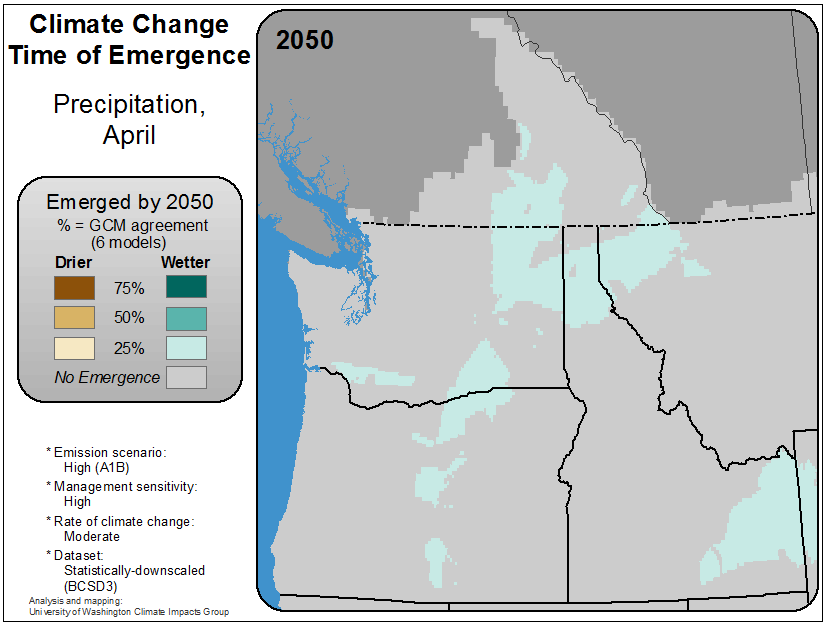 Climate Change
Time of Emergence
Precipitation,
April
2050
Emerged by 2050
% = GCM agreement
(6 models)
Drier Wetter
75%
50%
25%
No Emergence
* Emission scenario:
High (A1B)
* Management sensitivity:
High
* Rate of climate change:
Moderate
* Dataset:
Statistically-downscaled
(BCSD3)
Analysis and mapping:
University of Washington Climate Impacts Group